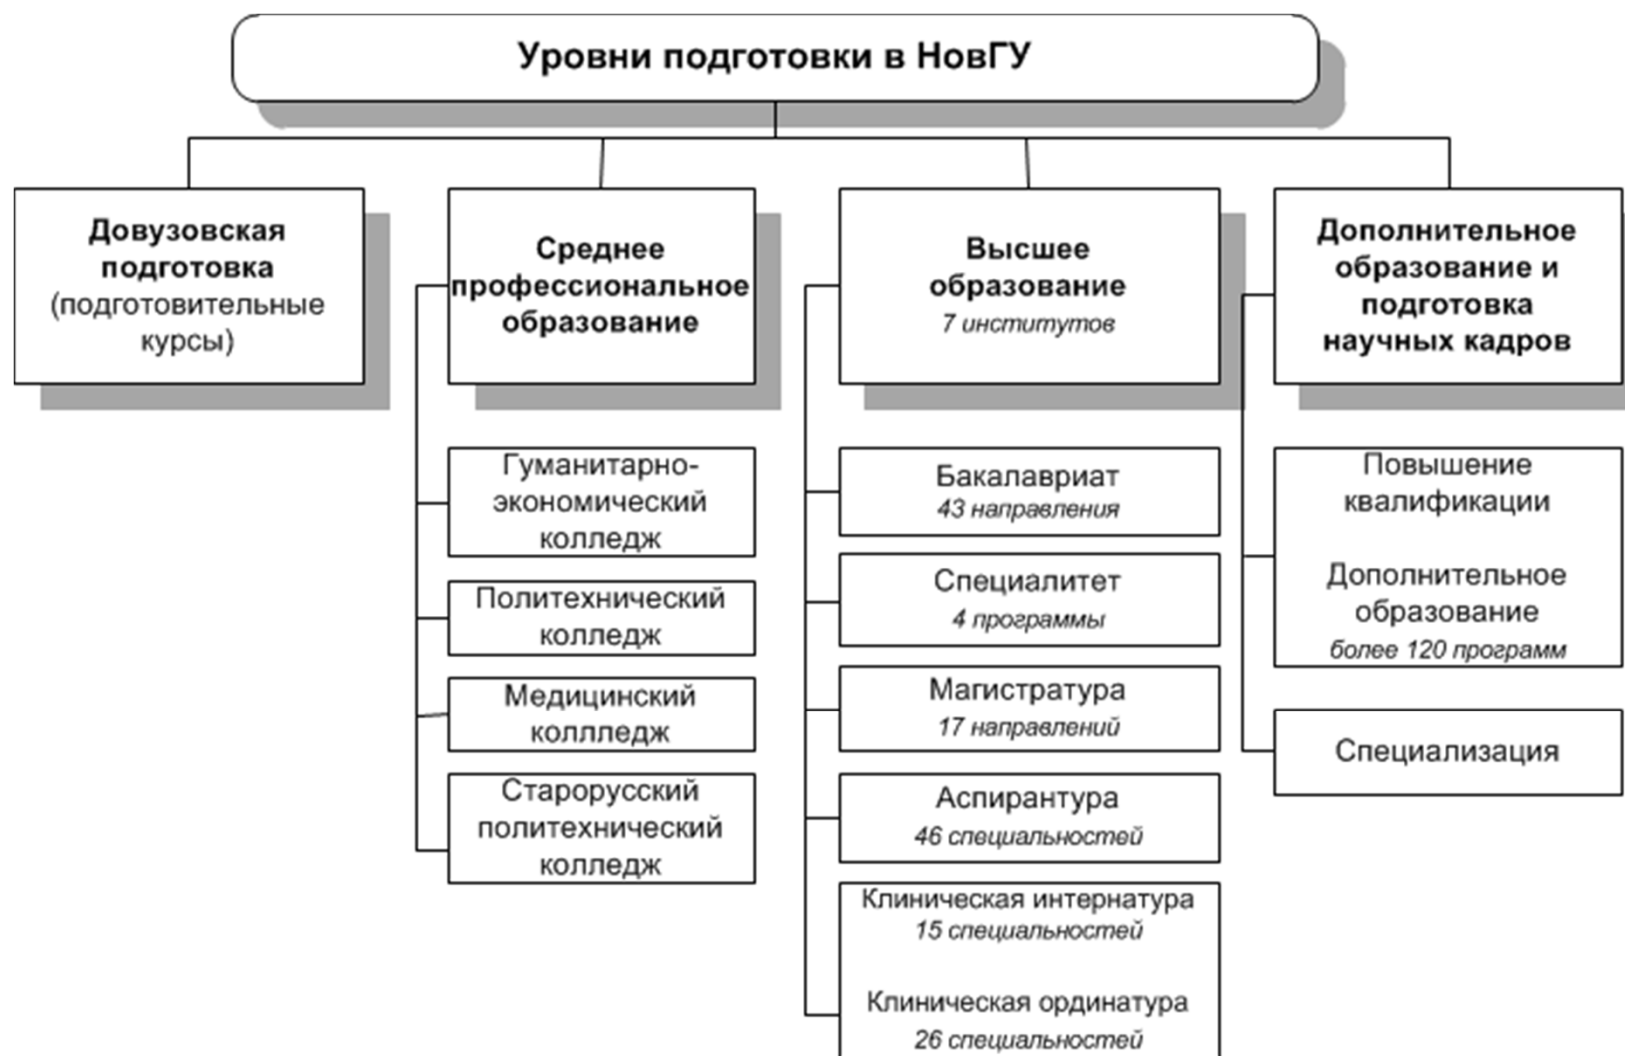 Уровни подготовки в НовГУ
Довузовская
подготовка
(подготовительные
курсы)
Среднее
профессиональное
образование
Гуманитарно-
экономический
колледж
Политехнический
колледж
Медицинский
коллледж
Старорусский
политехнический
колледж
Высшее
образование
7 институтов
Бакалавриат
43 направления
Специалитет
4 программы
Магистратура
17 направлений
Аспирантура
46 специальностей
Клиническая интернатура
15 специальностей
Клиническая ординатура
26 специальностей
Дополнительное
образование и
подготовка
научных кадров
Повышение
квалификации
Дополнительное
образование
более 120 программ
Специализация